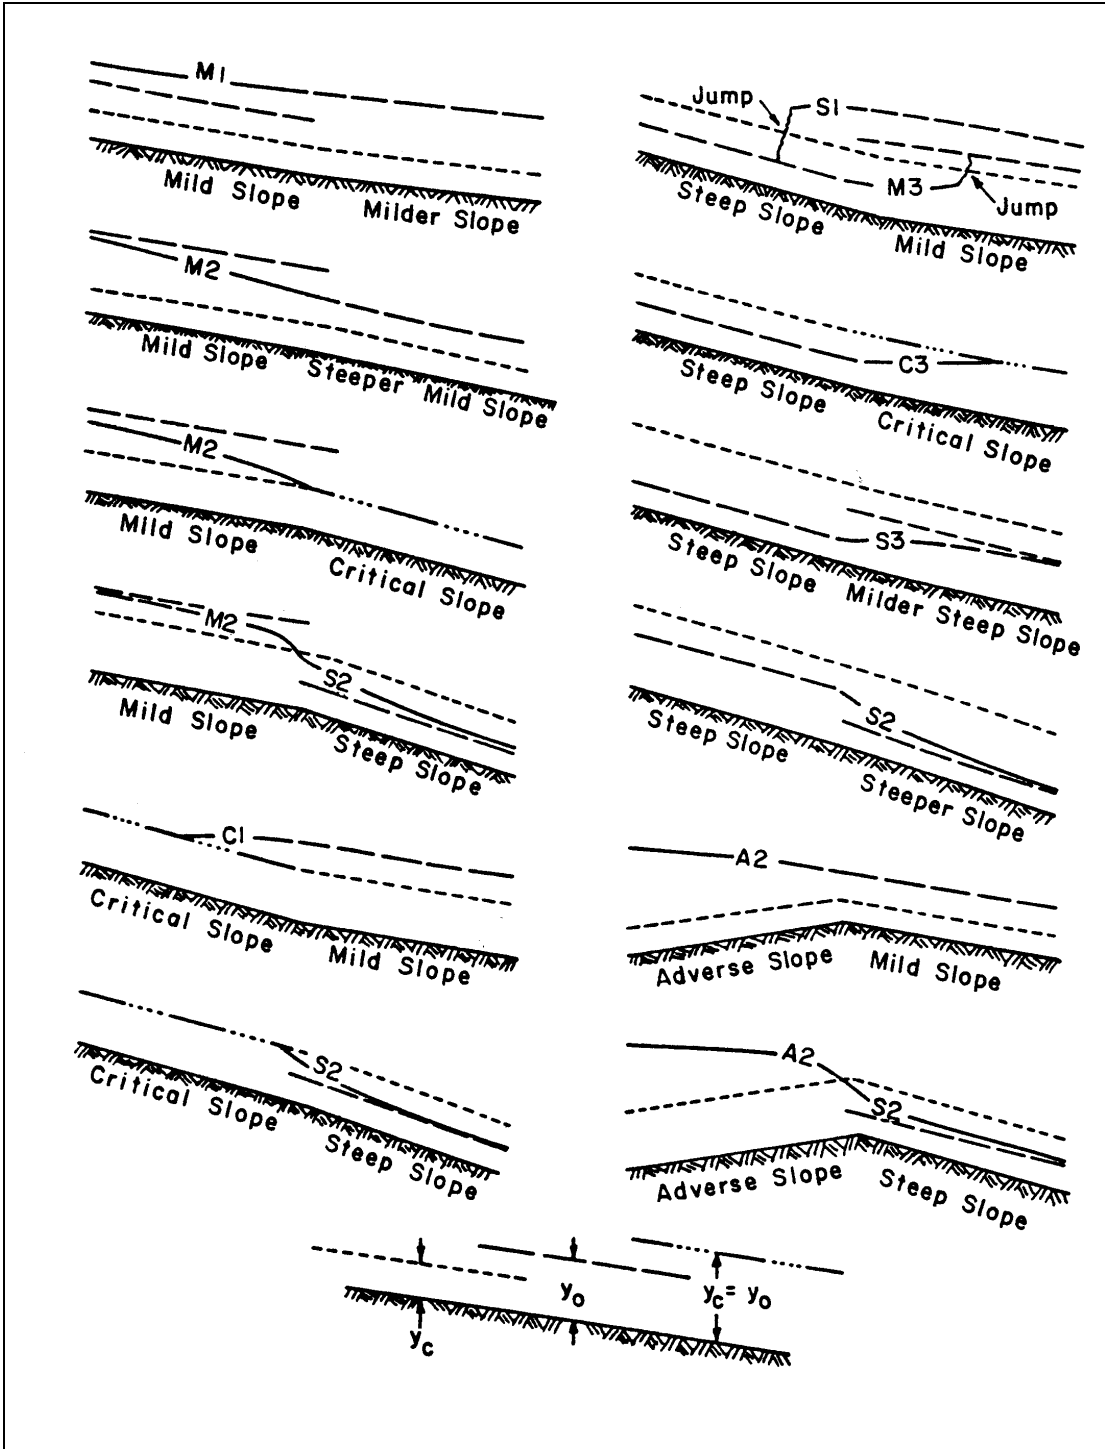 M1
Mild Slope
Milder Slope
M2
Mild Slope
Steeper
Mild Slope
M2
Mild Slope
Critical Slope
M2
S2
Mild Slope
Steep Slope
C1
Critical Slope
Mild Slope
S2
Critical Slope
Steep Slope
Jump
S1
M3
Jump
Steep Slope
Mild Slope
C3
Steep Slope
Critical Slope
S3
Steep Slope
Milder Steep Slope
S2
Steep Slope
Steeper Slope
A2
Adverse Slope
Mild Slope
A2
S2
Adverse Slope
Steep Slope
yc
yo
yc = yo